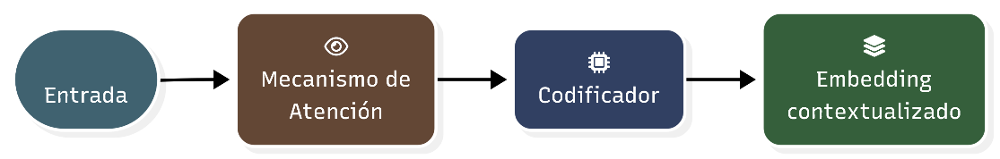 Entrada
Mecanismo de
Atención
Codificador
Embedding
contextualizado